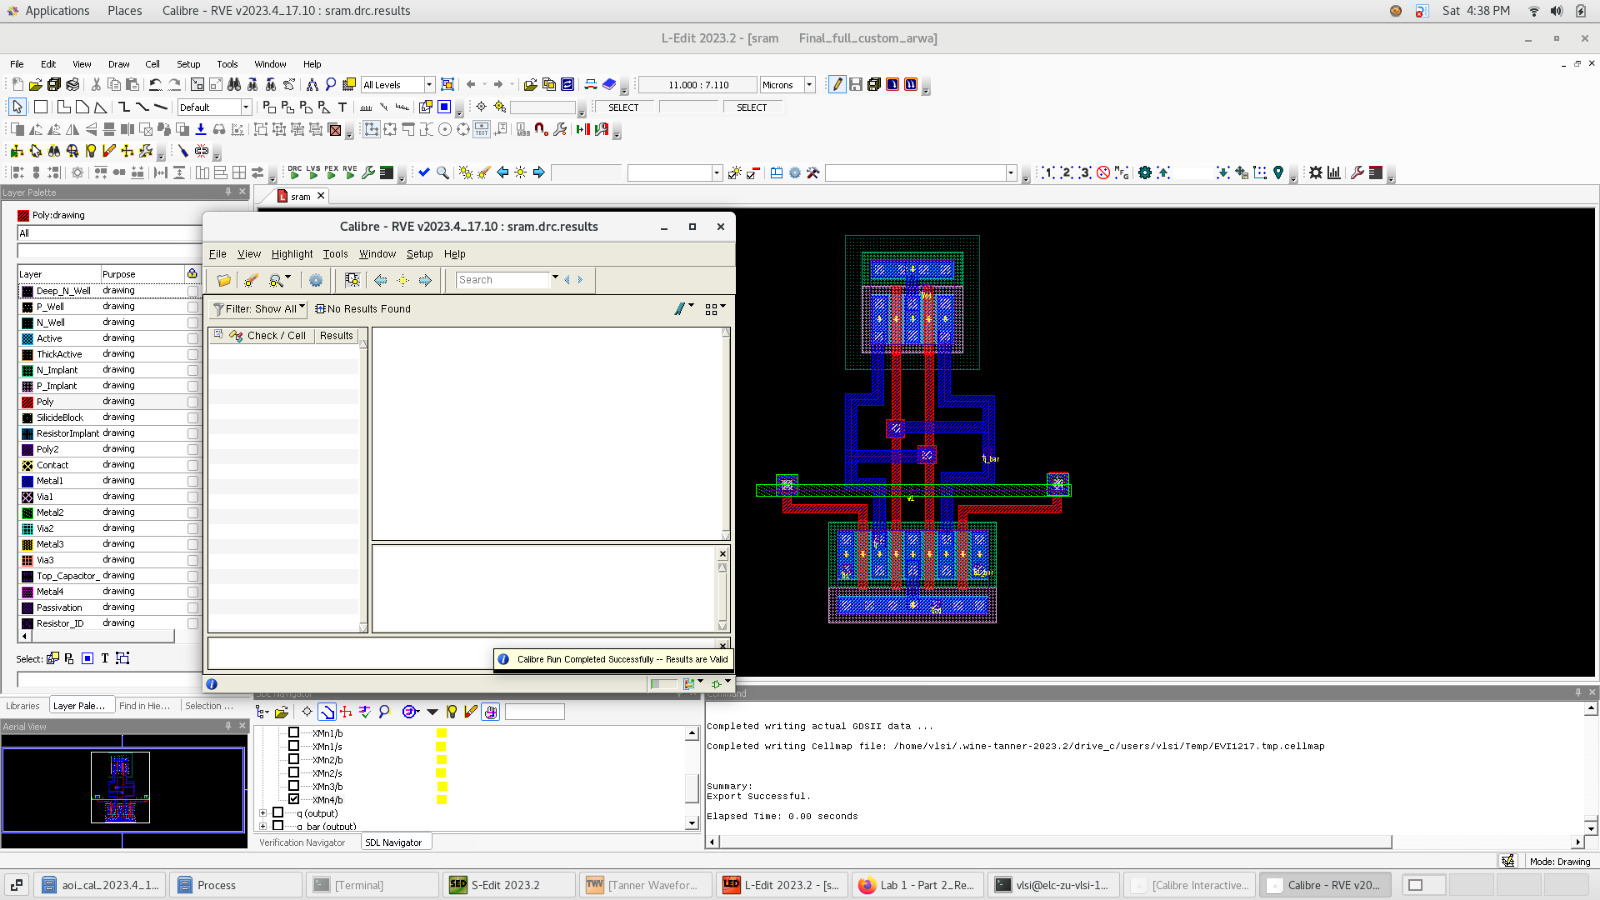 Applications Places Calibre - RVE v2023.4_17.10 : sram.drc.results Sat 4:38 PM
L-Edit 2023.2 - [sram Final_full_custom_arwa]
File Edit View Draw Cell Setup Tools Window Help
All Levels 11.000 : 7.110 Microns
Default SELECT SELECT
DRC LVS PEX RVE
Layer Palette
sram
Poly:drawing
All
Layer Purpose
Deep_N_Well drawing
P_Well drawing
N_Well drawing
Active drawing
ThickActive drawing
N_Implant drawing
P_Implant drawing
Poly drawing
SilicideBlock drawing
ResistorImplant drawing
Poly2 drawing
Contact drawing
Metal1 drawing
Via1 drawing
Metal2 drawing
Via2 drawing
Metal3 drawing
Via3 drawing
Top_Capacitor_ drawing
Metal4 drawing
Passivation drawing
Resistor_ID drawing
Select:
Libraries Layer Pale... Find in Hie... Selection ...
Aerial View
Calibre - RVE v2023.4_17.10 : sram.drc.results
File View Highlight Tools Window Setup Help
Search
Filter: Show All No Results Found
Check / Cell Results
Calibre Run Completed Successfully -- Results are Valid
SDL Navigator
XMn1/b
XMn1/s
XMn2/b
XMn2/s
XMn3/b
XMn4/b
q (output)
q_bar (output)
Verification Navigator SDL Navigator
Command
Completed writing actual GDSII data ...
Completed writing Cellmap file: /home/vlsi/.wine-tanner-2023.2/drive_c/users/vlsi/Temp/EVI1217.tmp.cellmap
Summary:
Export Successful.
Elapsed Time: 0.00 seconds
Mode: Drawing
aoi_cal_2023.4_1... Process [Terminal] S-Edit 2023.2 [Tanner Wavefor... L-Edit 2023.2 - [s... Lab 1 - Part 2_Re... vlsi@elc-zu-vlsi-1... [Calibre Interactive... Calibre - RVE v20...